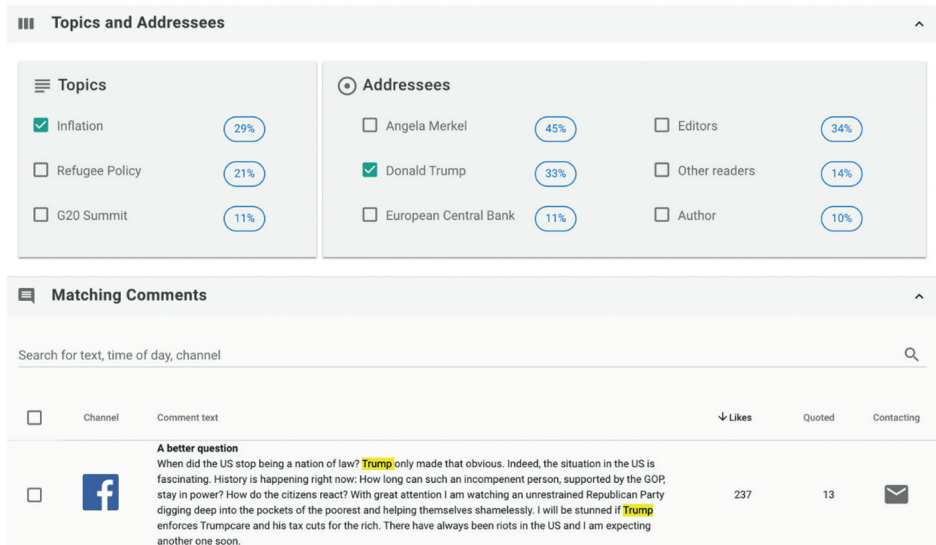 Topics and Addressees
Topics
Addressees
Inflation 29%
Angela Merkel 45%
Editors 34%
Refugee Policy 21%
Donald Trump 33%
Other readers 14%
G20 Summit 11%
European Central Bank 11%
Author 10%
Matching Comments
Search for text, time of day, channel
Channel Comment text Likes Quoted Contacting
A better question
When did the US stop being a nation of law? Trump only made that obvious. Indeed, the situation in the US is
fascinating. History is happening right now: How long can such an incompenent person, supported by the GOP,
stay in power? How do the citizens react? With great attention I am watching an unrestrained Republican Party
digging deep into the pockets of the poorest and helping themselves shamelessly. I will be stunned if Trump
enforces Trumpcare and his tax cuts for the rich. There have always been riots in the US and I am expecting
another one soon.
237 13